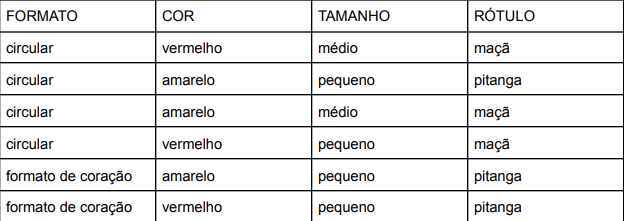 FORMATO COR TAMANHO RÓTULO
circular vermelho médio maçã
circular amarelo pequeno pitanga
circular amarelo médio maçã
circular vermelho pequeno maçã
formato de coração amarelo pequeno pitanga
formato de coração vermelho pequeno pitanga